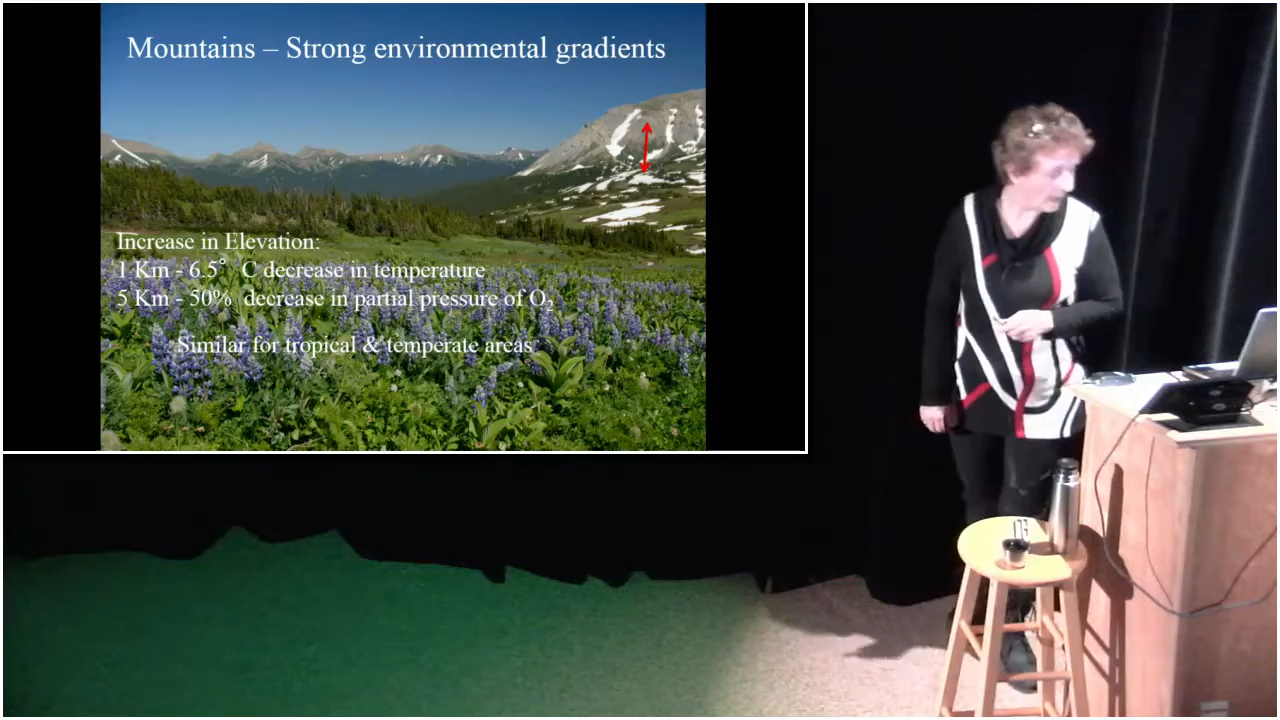 Mountains – Strong environmental gradients
Increase in Elevation:
1 Km - 6.5° C decrease in temperature
5 Km - 50% decrease in partial pressure of O₂
Similar for tropical & temperate areas